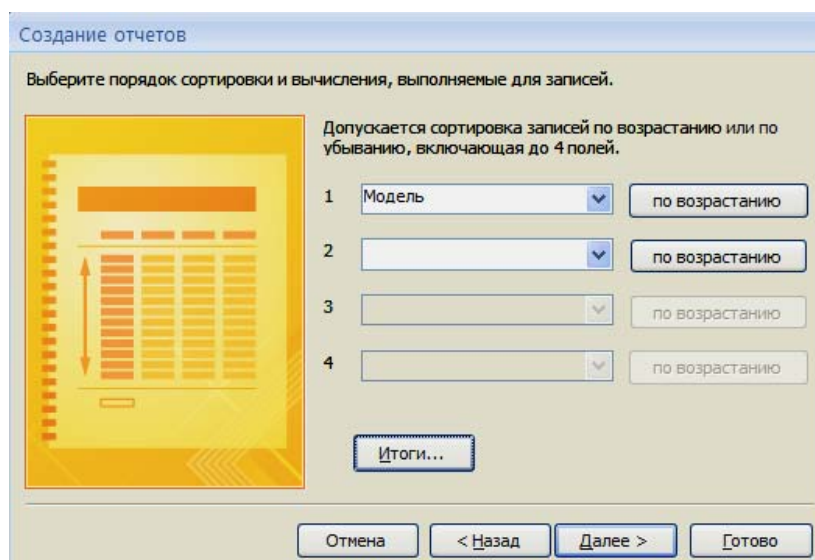 Создание отчетов
Выберите порядок сортировки и вычисления, выполняемые для записей.
Допускается сортировка записей по возрастанию или по
убыванию, включающая до 4 полей.
1 Модель по возрастанию
2 по возрастанию
3 по возрастанию
4 по возрастанию
Итоги...
Отмена < Назад Далее > Готово